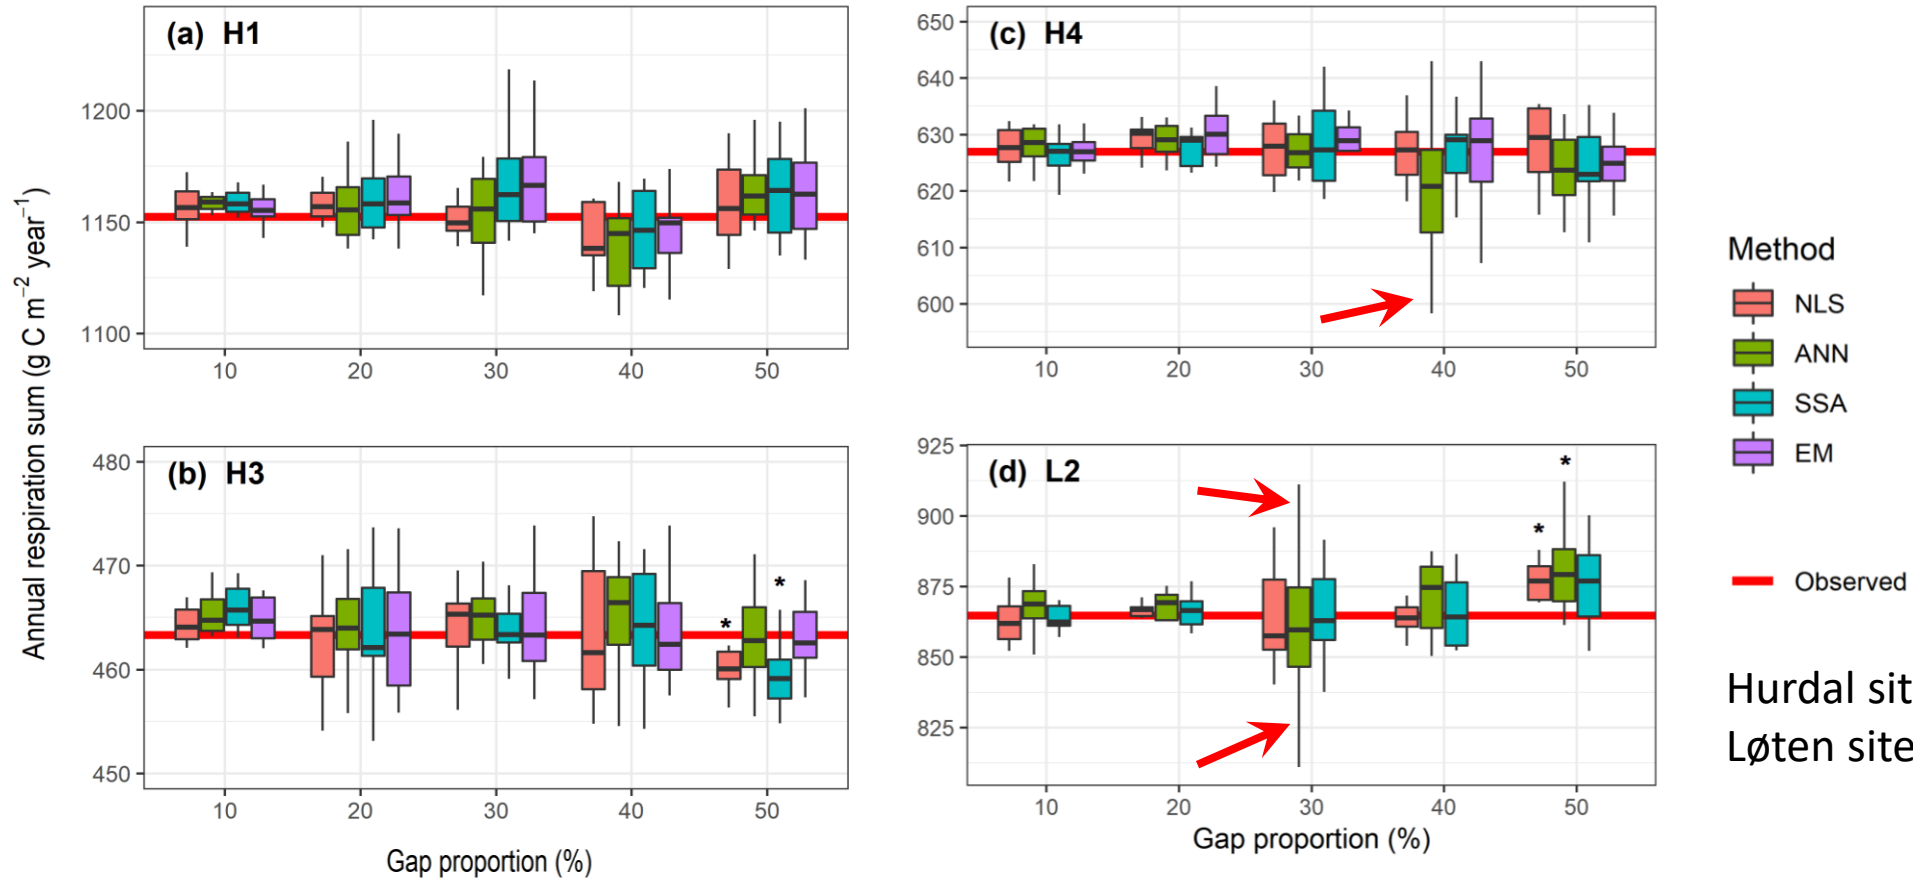 Annual respiration sum (g C m⁻² year⁻¹)
(a) H1
1200
1150
1100
10 20 30 40 50
(b) H3
480
470
460
450
* *
10 20 30 40 50
Gap proportion (%)
(c) H4
650
640
630
620
610
600
10 20 30 40 50
(d) L2
925
900
875
850
825
* *
10 20 30 40 50
Gap proportion (%)
Method
NLS
ANN
SSA
EM
Observed
Hurdal sit
Løten site